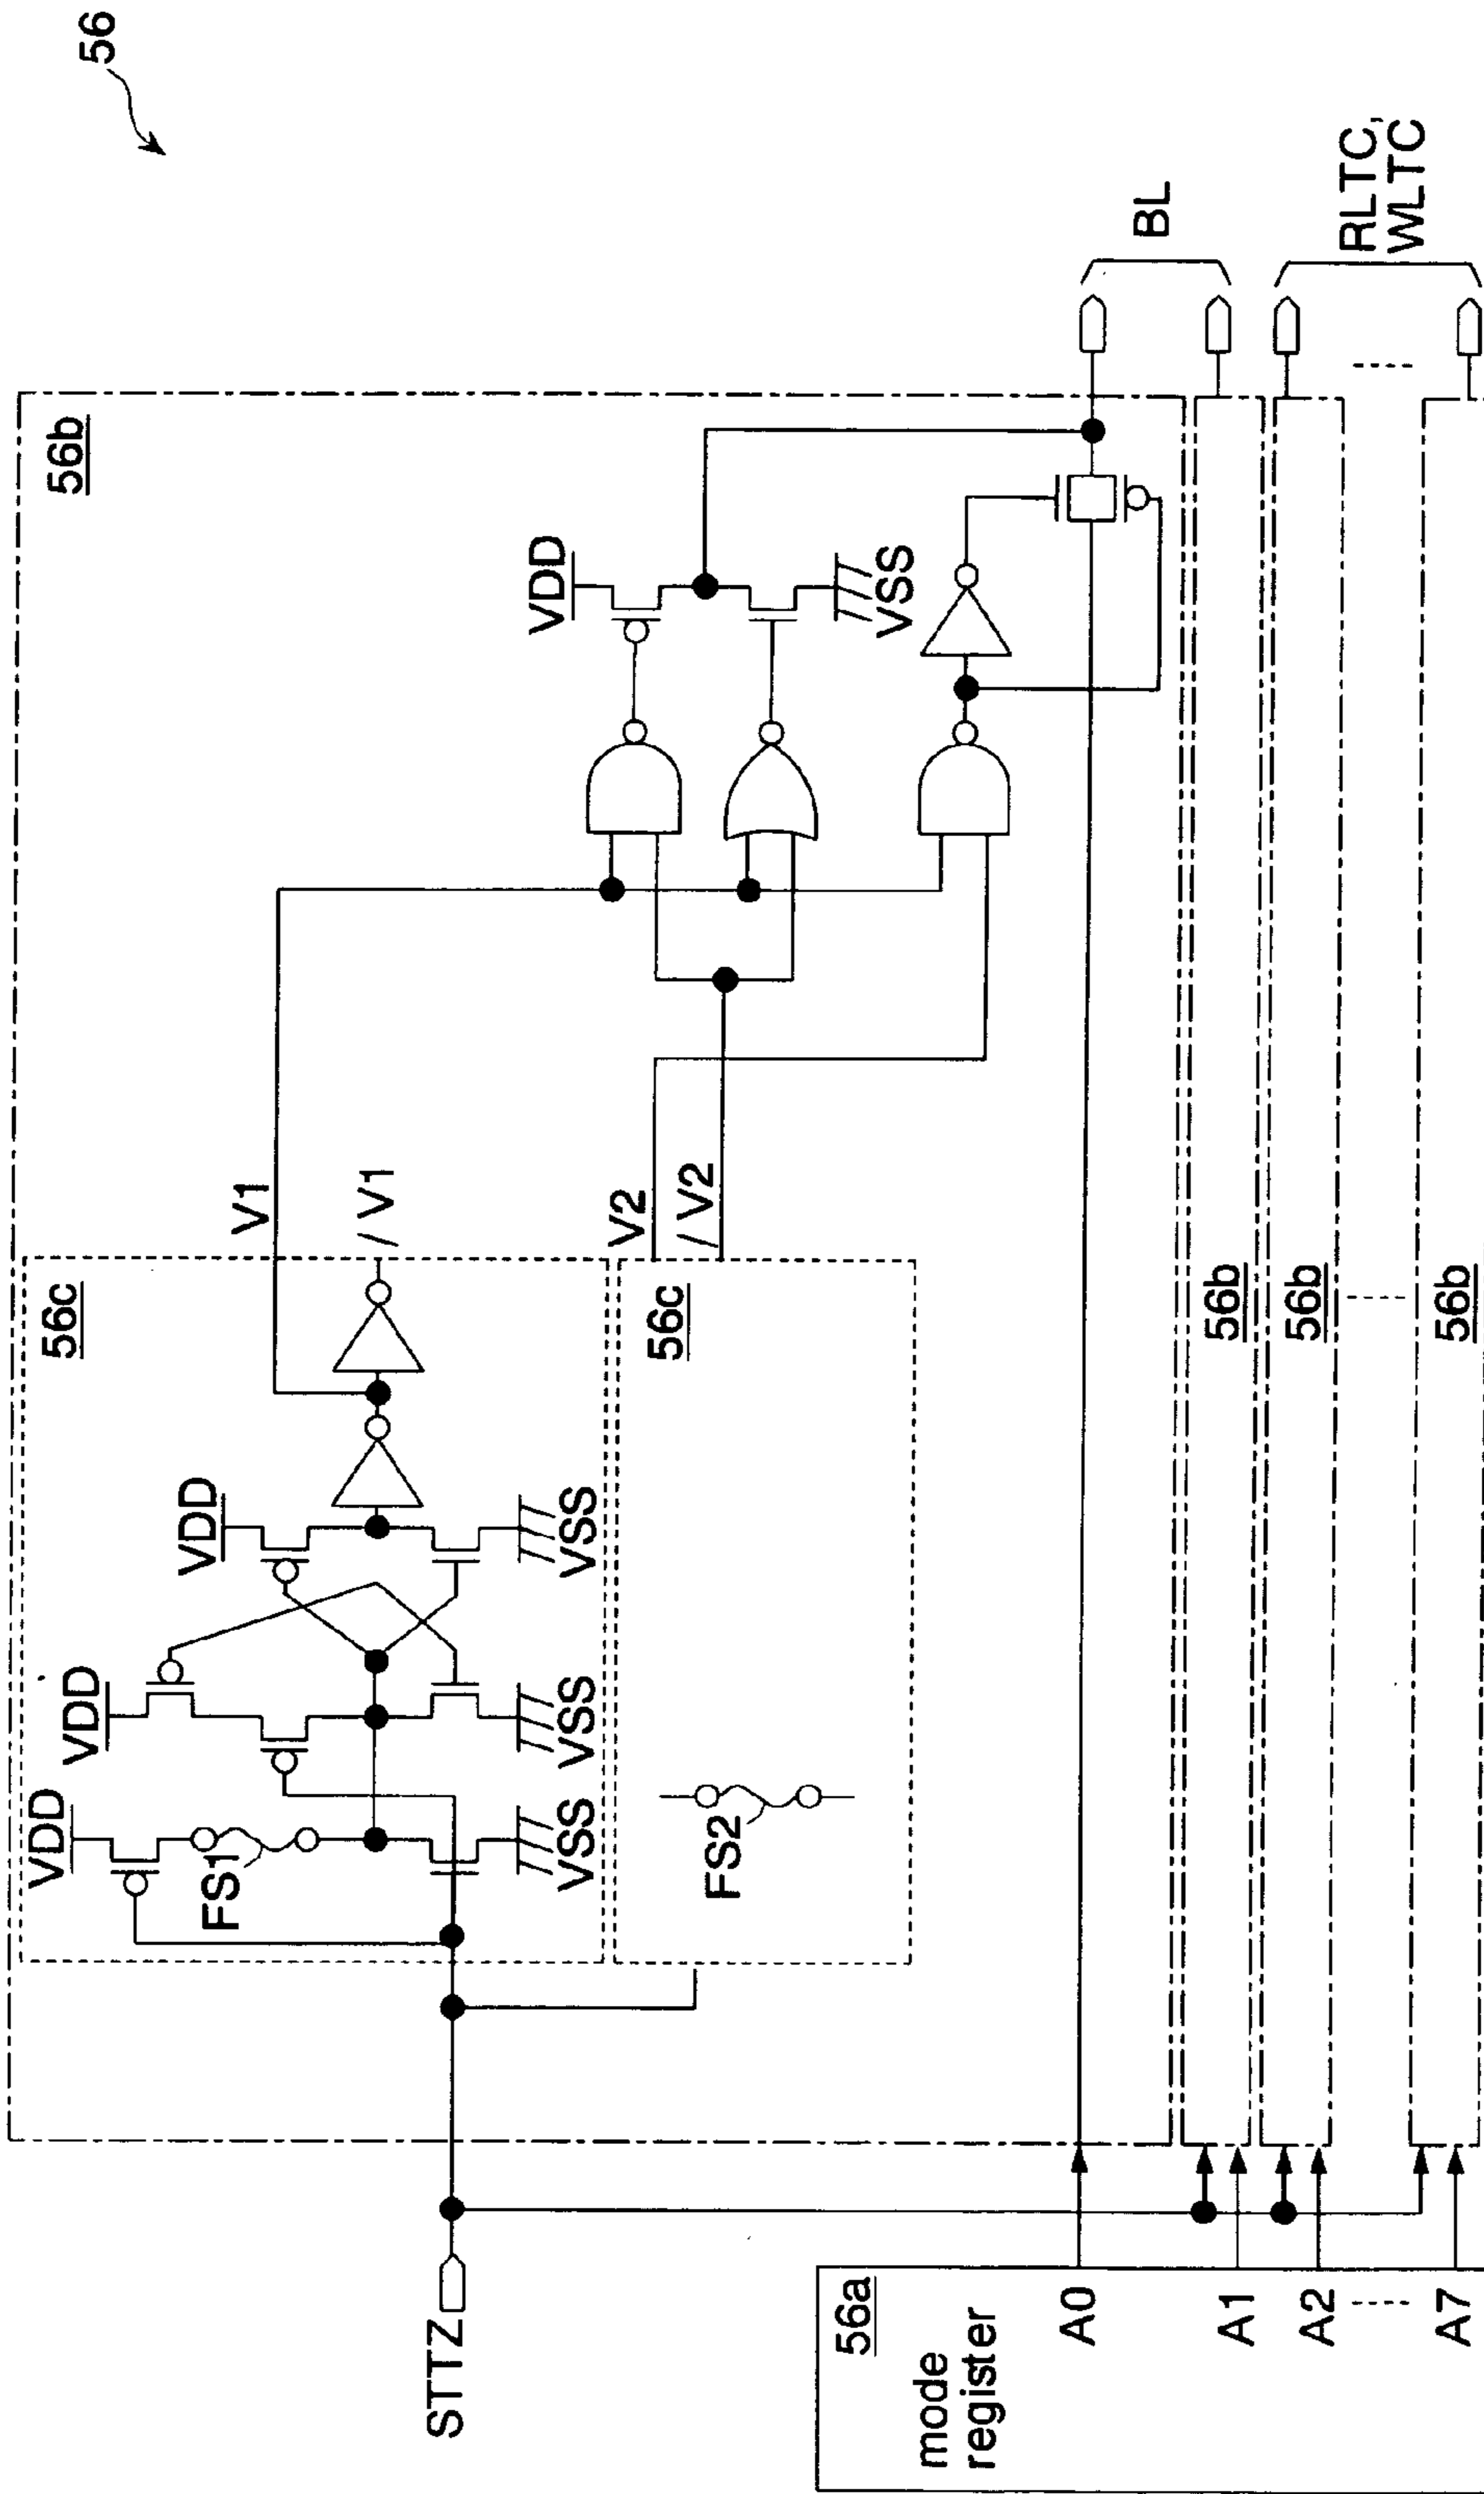 56
56b
VDD
VSS
BL
RLTC,
WLTC
V1
/ V1
V2
/ V2
56c
VDD
VSS
VDD
VSS
VDD
FS1
VSS
56c
FS2
STTZ
56b
56b
56b
56a
mode
register
A0
A1
A2
A7